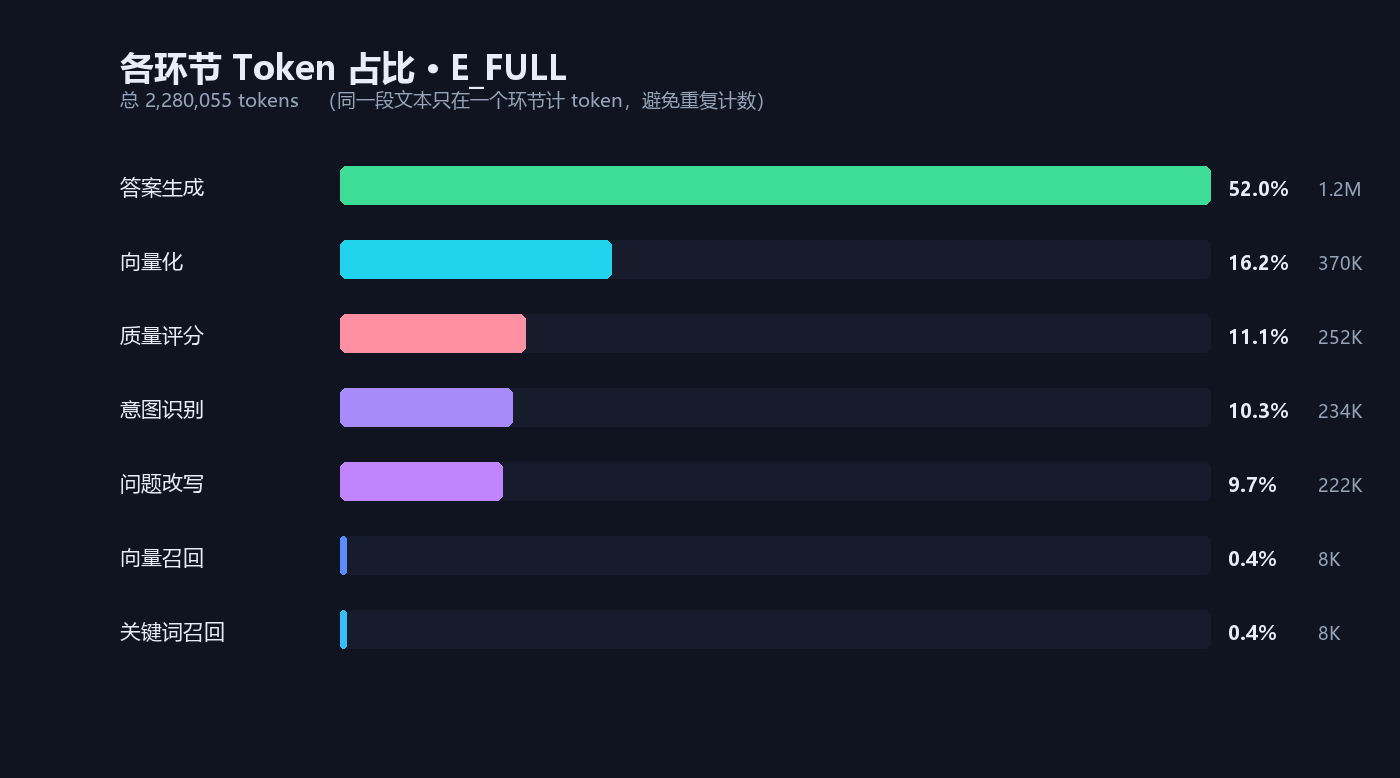 各环节 Token 占比 • E_FULL
总 2,280,055 tokens （同一段文本只在一个环节计 token，避免重复计数）
答案生成 52.0% 1.2M
向量化 16.2% 370K
质量评分 11.1% 252K
意图识别 10.3% 234K
问题改写 9.7% 222K
向量召回 0.4% 8K
关键词召回 0.4% 8K